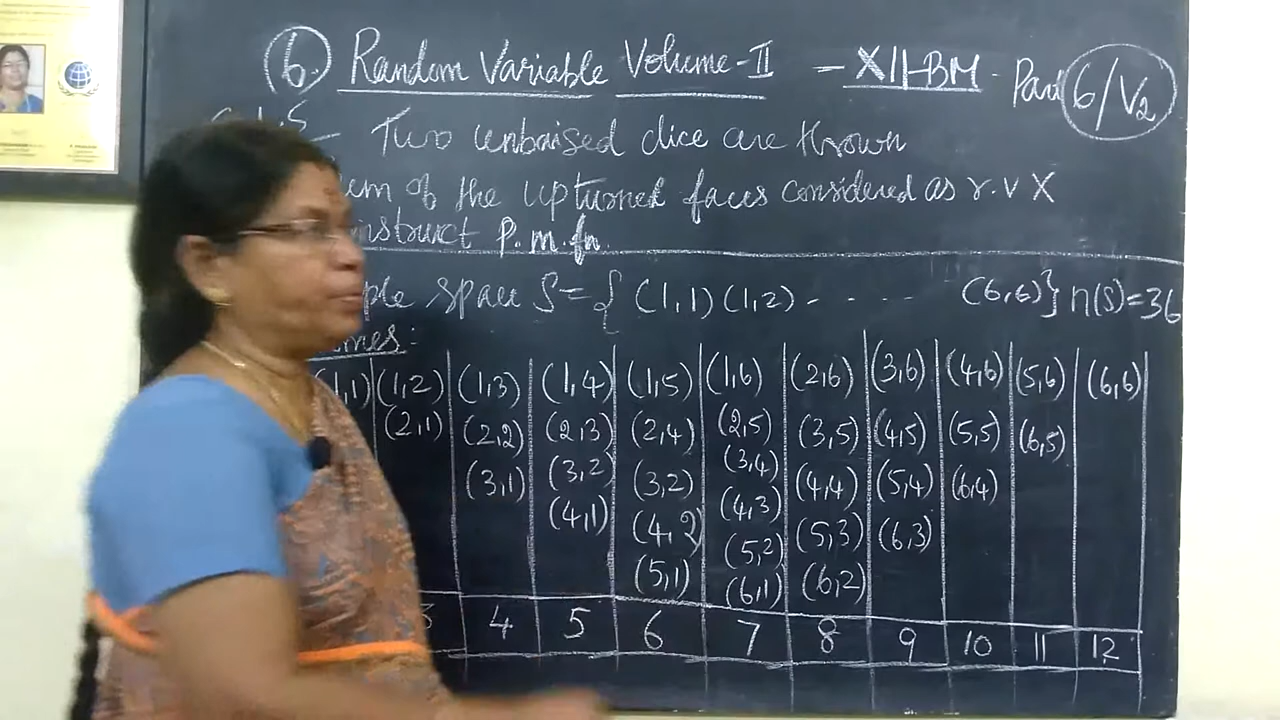 6. Random Variable Volume-II - XII-BM - Part 6/V2
Two unbaised dice are thrown
of the upturned faces considered as r.v X
P.m.fn.
space S={ (1,1) (1,2) - - - - - (6,6)} n(S)=36
(1,1) (1,2) (1,3) (1,4) (1,5) (1,6) (2,6) (3,6) (4,6) (5,6) (6,6)
(2,1) (2,2) (2,3) (2,4) (2,5) (3,5) (4,5) (5,5) (6,5)
(3,1) (3,2) (3,2) (3,4) (4,4) (5,4) (6,4)
(4,1) (4,2) (4,3) (5,3) (6,3)
(5,1) (5,2) (6,2)
(6,1)
3 4 5 6 7 8 9 10 11 12